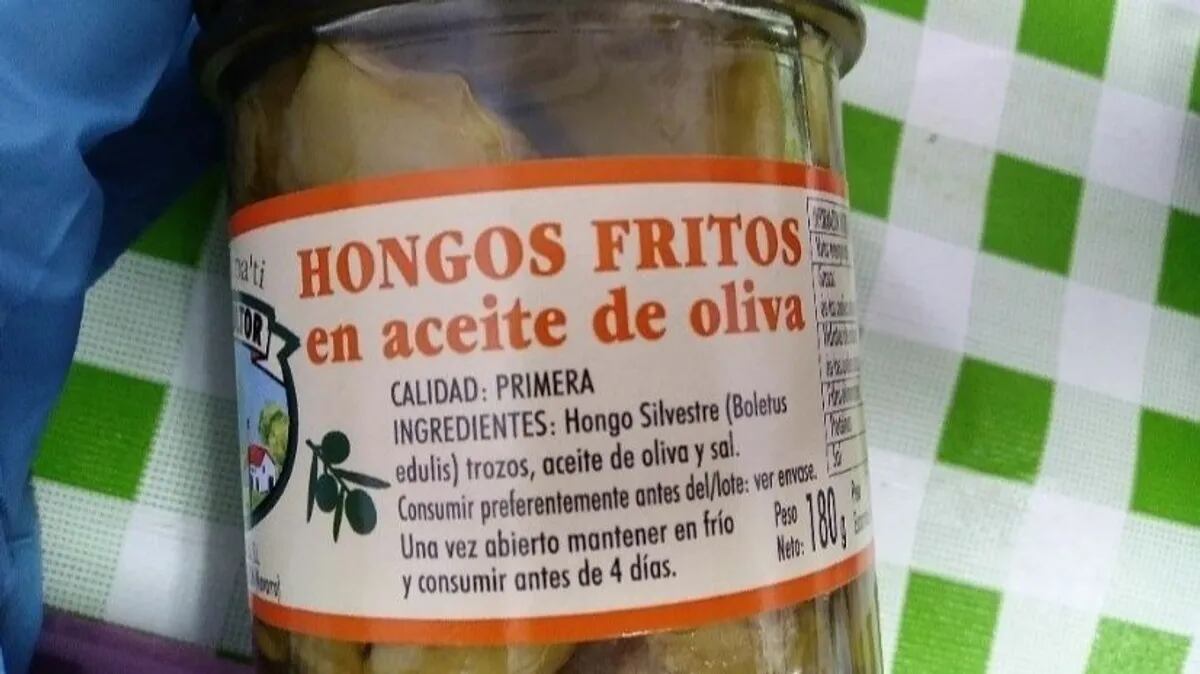 HONGOS FRITOS
en aceite de oliva
CALIDAD: PRIMERA
INGREDIENTES: Hongo Silvestre (Boletus
edulis) trozos, aceite de oliva y sal.
Consumir preferentemente antes del/lote: ver envase.
Una vez abierto mantener en frío
y consumir antes de 4 días.
Peso
Neto: 180g